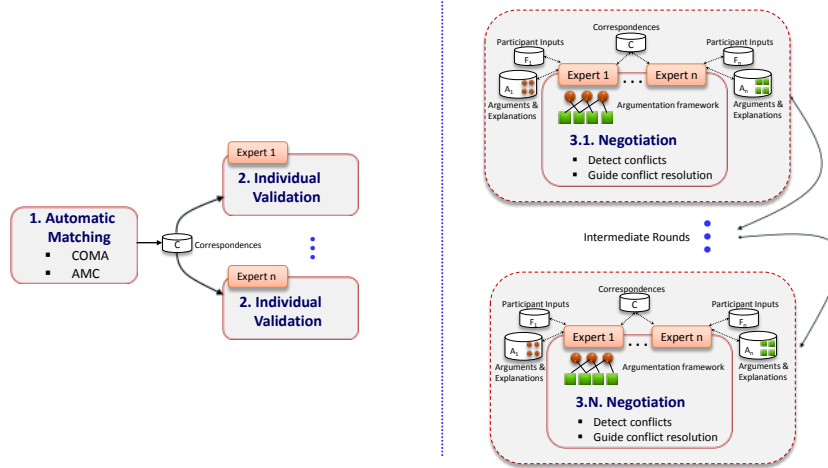 1. Automatic
Matching
▪ COMA
▪ AMC
C
Correspondences
Expert 1
2. Individual
Validation
Expert n
2. Individual
Validation
Correspondences
C
Participant Inputs
F1
Participant Inputs
Fn
Expert 1
...
Expert n
A1
An
Arguments &
Explanations
Argumentation framework
Arguments &
Explanations
3.1. Negotiation
▪ Detect conflicts
▪ Guide conflict resolution
Intermediate Rounds
Correspondences
C
Participant Inputs
F1
Participant Inputs
Fn
Expert 1
...
Expert n
A1
An
Arguments &
Explanations
Argumentation framework
Arguments &
Explanations
3.N. Negotiation
▪ Detect conflicts
▪ Guide conflict resolution